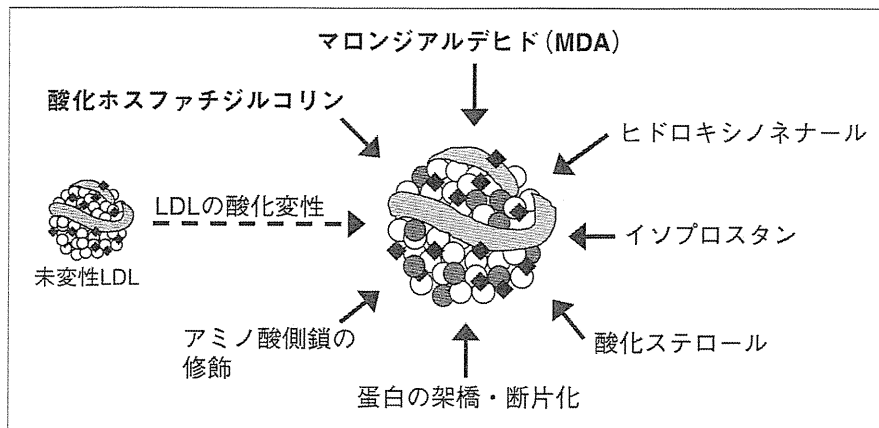 マロンジアルデヒド(MDA)
酸化ホスファチジルコリン
ヒドロキシノネナール
LDLの酸化変性
イソプロスタン
未変性LDL
アミノ酸側鎖の
修飾
酸化ステロール
蛋白の架橋・断片化